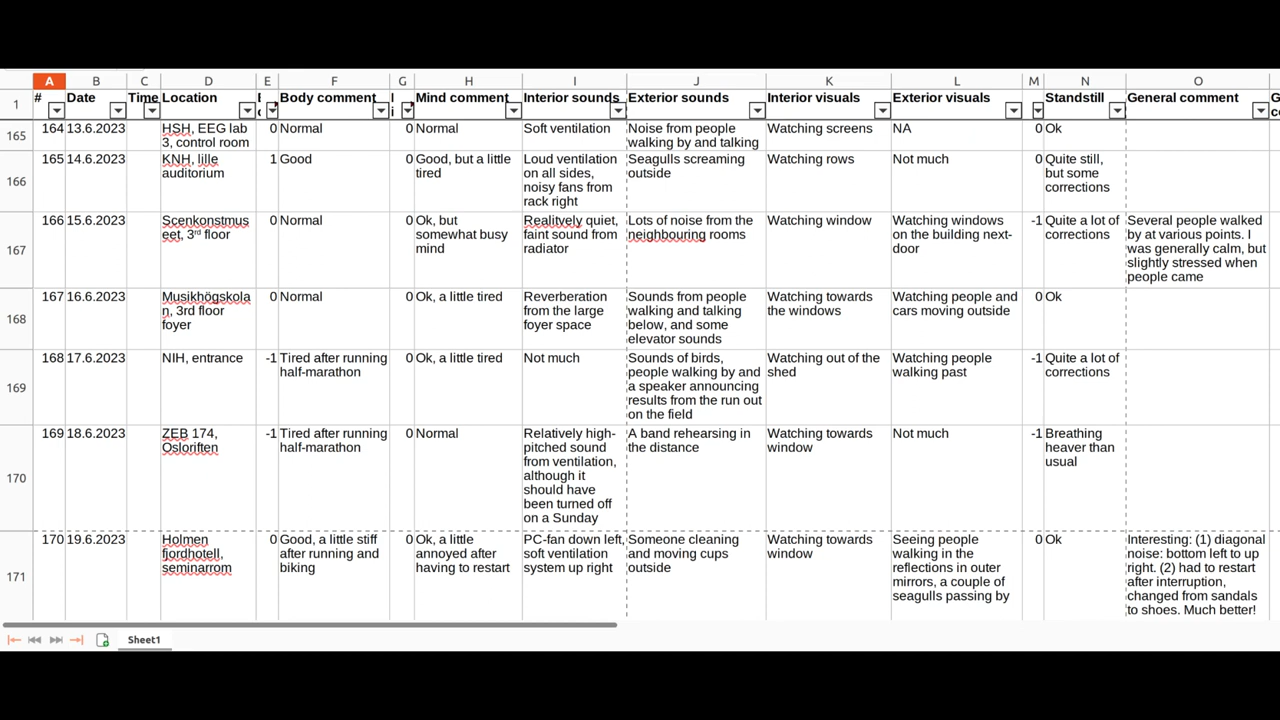 A B C D E F G H I J K L M N O
1 # Date Time Location Body comment Mind comment Interior sounds Exterior sounds Interior visuals Exterior visuals Standstill General comment
165 164 13.6.2023 HSH, EEG lab 0 Normal 0 Normal Soft ventilation Noise from people Watching screens NA 0 Ok
3, control room walking by and talking
166 165 14.6.2023 KNH, lille 1 Good 0 Good, but a little Loud ventilation Seagulls screaming Watching rows Not much 0 Quite still,
auditorium tired on all sides, outside but some
noisy fans from corrections
rack right
167 166 15.6.2023 Scenkonstmus 0 Normal 0 Ok, but Realitvely quiet, Lots of noise from the Watching window Watching windows -1 Quite a lot of Several people walked
eet, 3rd floor somewhat busy faint sound from neighbouring rooms on the building next- corrections by at various points. I
mind radiator door was generally calm, but
slightly stressed when
people came
168 167 16.6.2023 Musikhögskola 0 Normal 0 Ok, a little tired Reverberation Sounds from people Watching towards Watching people and 0 Ok
n, 3rd floor from the large walking and talking the windows cars moving outside
foyer foyer space below, and some
elevator sounds
169 168 17.6.2023 NIH, entrance -1 Tired after running 0 Ok, a little tired Not much Sounds of birds, Watching out of the Watching people -1 Quite a lot of
half-marathon people walking by and shed walking past corrections
a speaker announcing
results from the run out
on the field
170 169 18.6.2023 ZEB 174, -1 Tired after running 0 Normal Relatively high- A band rehearsing in Watching towards Not much -1 Breathing
Osloriften half-marathon pitched sound the distance window heaver than
from ventilation, usual
although it
should have
been turned off
on a Sunday
171 170 19.6.2023 Holmen 0 Good, a little stiff 0 Ok, a little PC-fan down left, Someone cleaning Watching towards Seeing people 0 Ok Interesting: (1) diagonal
fjordhotell, after running and annoyed after soft ventilation and moving cups window walking in the noise: bottom left to up
seminarrom biking having to restart system up right outside reflections in outer right. (2) had to restart
mirrors, a couple of after interruption,
seagulls passing by changed from sandals
to shoes. Much better!
Sheet1